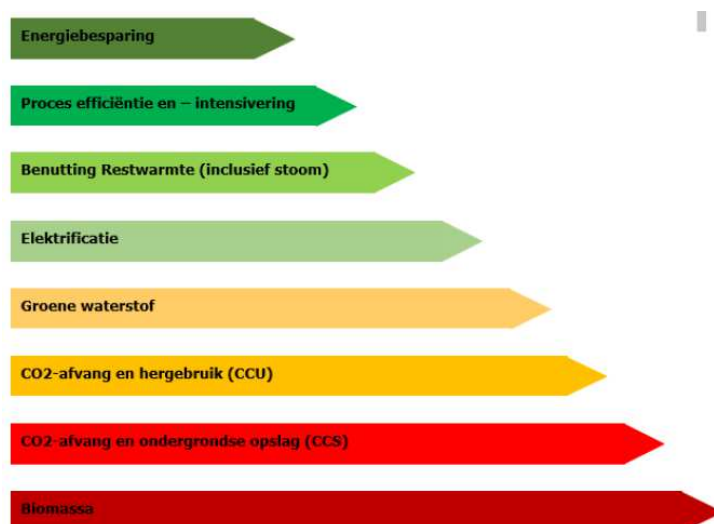 Energiebesparing
Proces efficiëntie en – intensivering
Benutting Restwarmte (inclusief stoom)
Elektrificatie
Groene waterstof
CO2-afvang en hergebruik (CCU)
CO2-afvang en ondergrondse opslag (CCS)
Biomassa